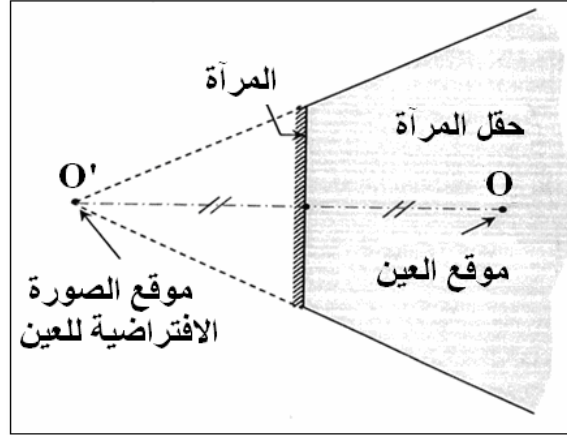 المرآة
حقل المرآة
O'
O
موقع العين
موقع الصورة
الافتراضية للعين